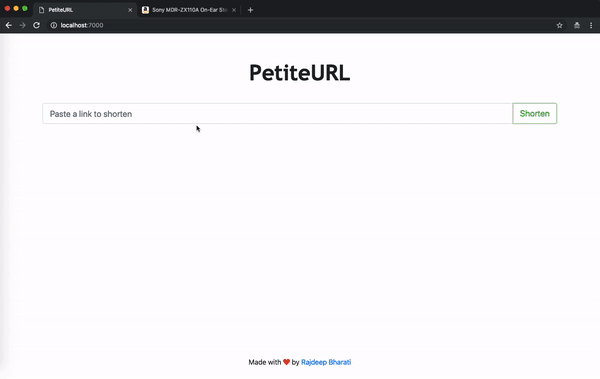 PetiteURL
Sony MDR-ZX110A On-Ear Ste
localhost:7000
PetiteURL
Paste a link to shorten
Shorten
Made with ❤ by Rajdeep Bharati